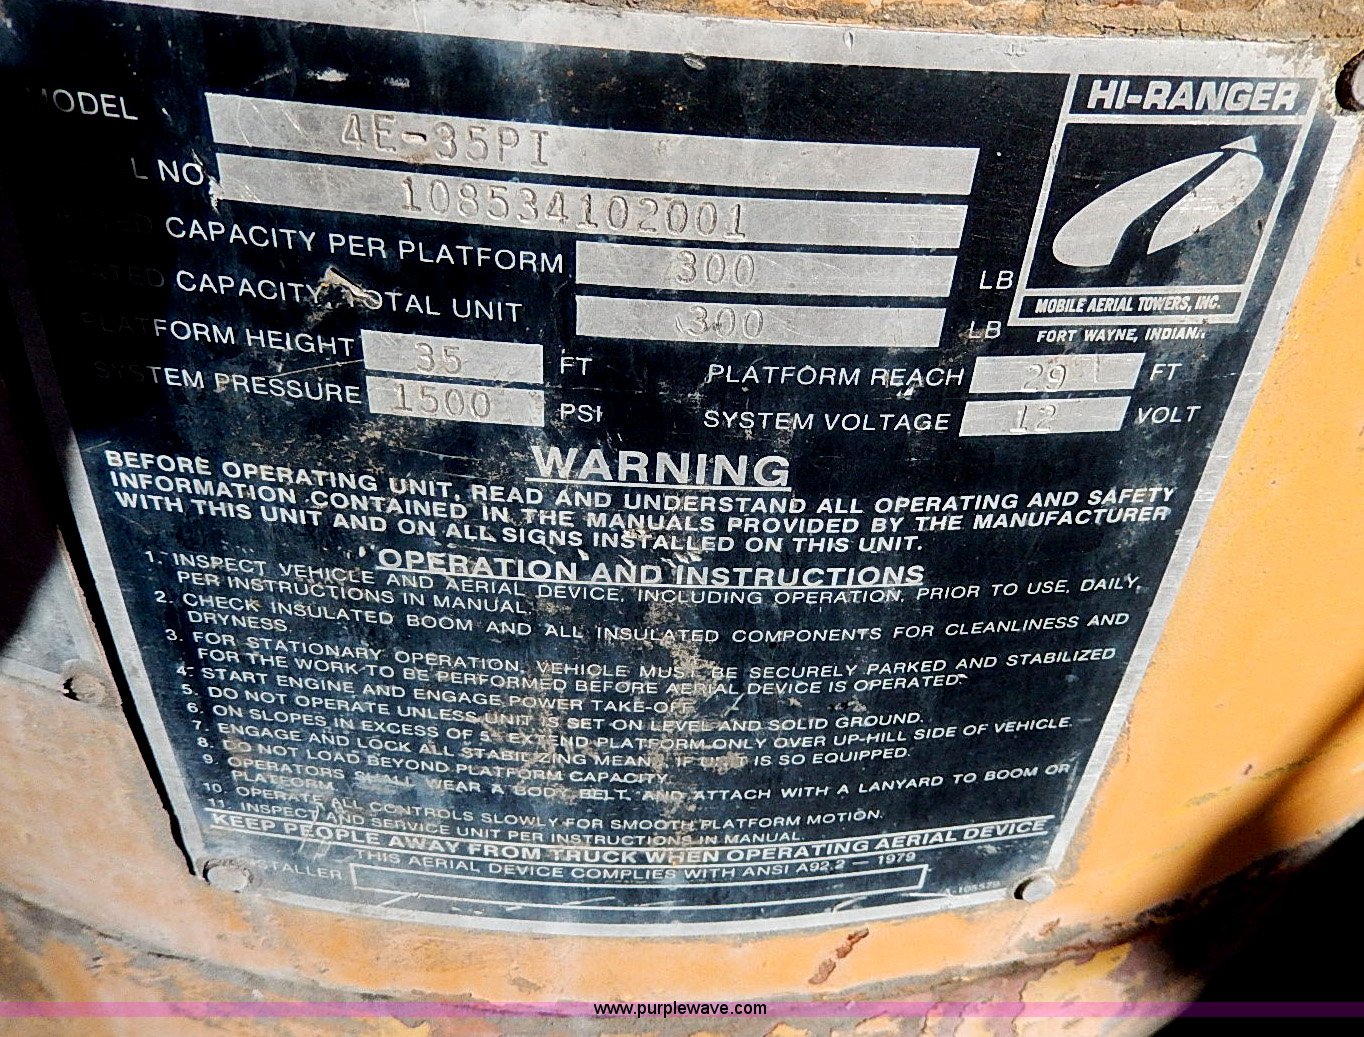 HI-RANGER
MODEL 4E-35PI
L NO. 108534102001
CAPACITY PER PLATFORM 300 LB
CAPACITY, TOTAL UNIT 300 LB
MOBILE AERIAL TOWERS, INC.
FORT WAYNE, INDIANA
FORM HEIGHT 35 FT PLATFORM REACH 29 FT
TEM PRESSURE 1500 PSI SYSTEM VOLTAGE 12 VOLT
WARNING
BEFORE OPERATING UNIT, READ AND UNDERSTAND ALL OPERATING AND SAFETY
INFORMATION CONTAINED IN THE MANUALS PROVIDED BY THE MANUFACTURER
WITH THIS UNIT AND ON ALL SIGNS INSTALLED ON THIS UNIT.
OPERATION AND INSTRUCTIONS
1. INSPECT VEHICLE AND AERIAL DEVICE, INCLUDING OPERATION, PRIOR TO USE, DAILY,
PER INSTRUCTIONS IN MANUAL.
2. CHECK INSULATED BOOM AND ALL INSULATED COMPONENTS FOR CLEANLINESS AND
DRYNESS.
3. FOR STATIONARY OPERATION, VEHICLE MUST BE SECURELY PARKED AND STABILIZED
FOR THE WORK TO BE PERFORMED BEFORE AERIAL DEVICE IS OPERATED.
4. START ENGINE AND ENGAGE POWER TAKE-OFF.
5. DO NOT OPERATE UNLESS UNIT IS SET ON LEVEL AND SOLID GROUND.
6. ON SLOPES IN EXCESS OF 5° EXTEND PLATFORM ONLY OVER UP-HILL SIDE OF VEHICLE.
7. ENGAGE AND LOCK ALL STABILIZING MEANS IF UNIT IS SO EQUIPPED.
8. DO NOT LOAD BEYOND PLATFORM CAPACITY.
9. OPERATORS SHALL WEAR A BODY BELT, AND ATTACH WITH A LANYARD TO BOOM OR
PLATFORM.
10. OPERATE ALL CONTROLS SLOWLY FOR SMOOTH PLATFORM MOTION.
11. INSPECT AND SERVICE UNIT PER INSTRUCTIONS IN MANUAL.
KEEP PEOPLE AWAY FROM TRUCK WHEN OPERATING AERIAL DEVICE
THIS AERIAL DEVICE COMPLIES WITH ANSI A92.2 — 1979
TALLER
www.purplewave.com